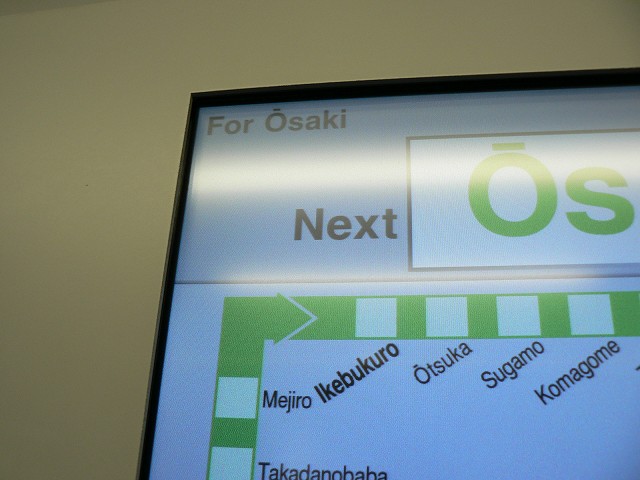 For Ōsaki
Next Ōs
Ikebukuro
Ōtsuka
Sugamo
Komagome
Mejiro
Takadanobaba